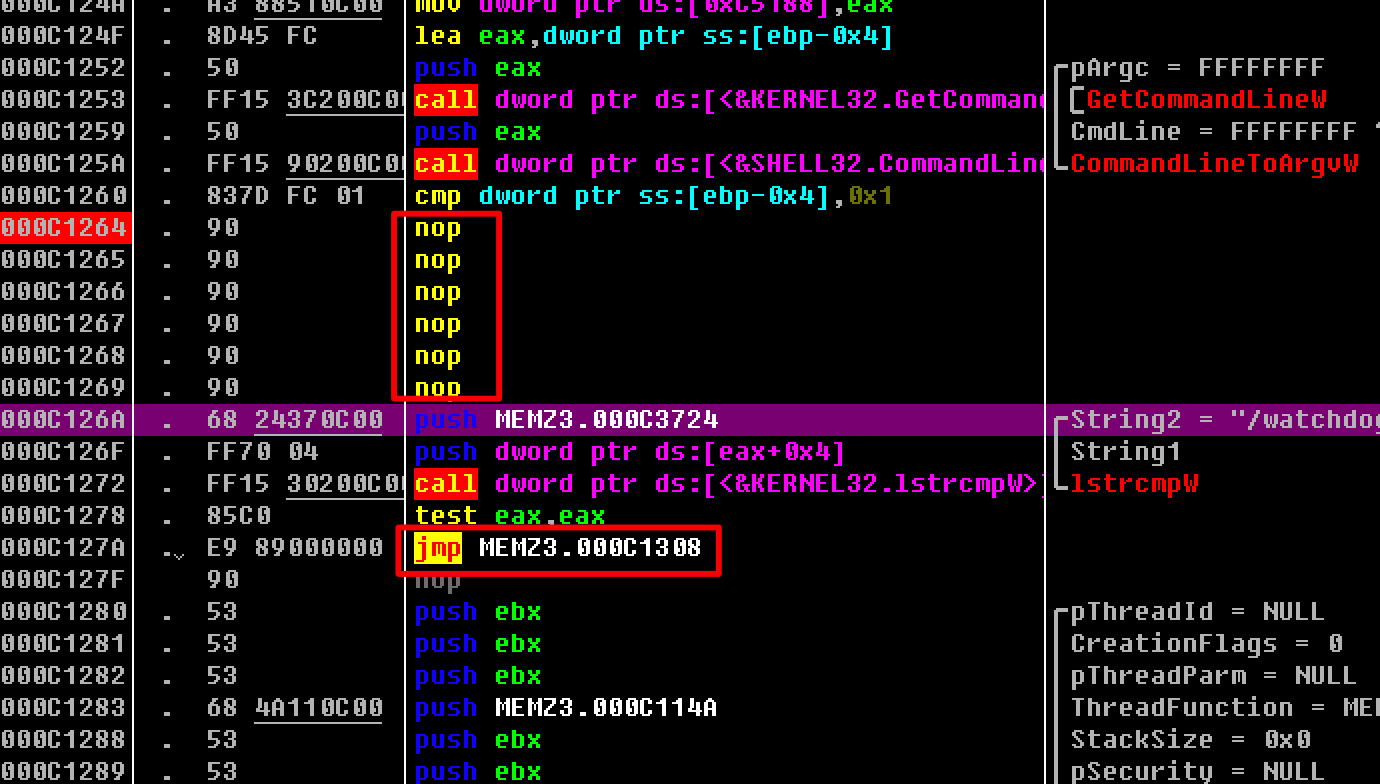 000C124A . A3 88510C00 mov dword ptr ds:[0xC5188],eax
000C124F . 8D45 FC lea eax,dword ptr ss:[ebp-0x4]
000C1252 . 50 push eax pArgc = FFFFFFFF
000C1253 . FF15 3C200C0 call dword ptr ds:[<&KERNEL32.GetComman GetCommandLineW
000C1259 . 50 push eax CmdLine = FFFFFFFF
000C125A . FF15 90200C0 call dword ptr ds:[<&SHELL32.CommandLin CommandLineToArgvW
000C1260 . 837D FC 01 cmp dword ptr ss:[ebp-0x4],0x1
000C1264 . 90 nop
000C1265 . 90 nop
000C1266 . 90 nop
000C1267 . 90 nop
000C1268 . 90 nop
000C1269 . 90 nop
000C126A . 68 24370C00 push MEMZ3.000C3724 String2 = "/watchdo
000C126F . FF70 04 push dword ptr ds:[eax+0x4] String1
000C1272 . FF15 30200C0 call dword ptr ds:[<&KERNEL32.lstrcmpW> lstrcmpW
000C1278 . 85C0 test eax,eax
000C127A . E9 89000000 jmp MEMZ3.000C1308
000C127F 90 nop
000C1280 . 53 push ebx pThreadId = NULL
000C1281 . 53 push ebx CreationFlags = 0
000C1282 . 53 push ebx pThreadParm = NULL
000C1283 . 68 4A110C00 push MEMZ3.000C114A ThreadFunction = ME
000C1288 . 53 push ebx StackSize = 0x0
000C1289 . 53 push ebx pSecurity = NULL